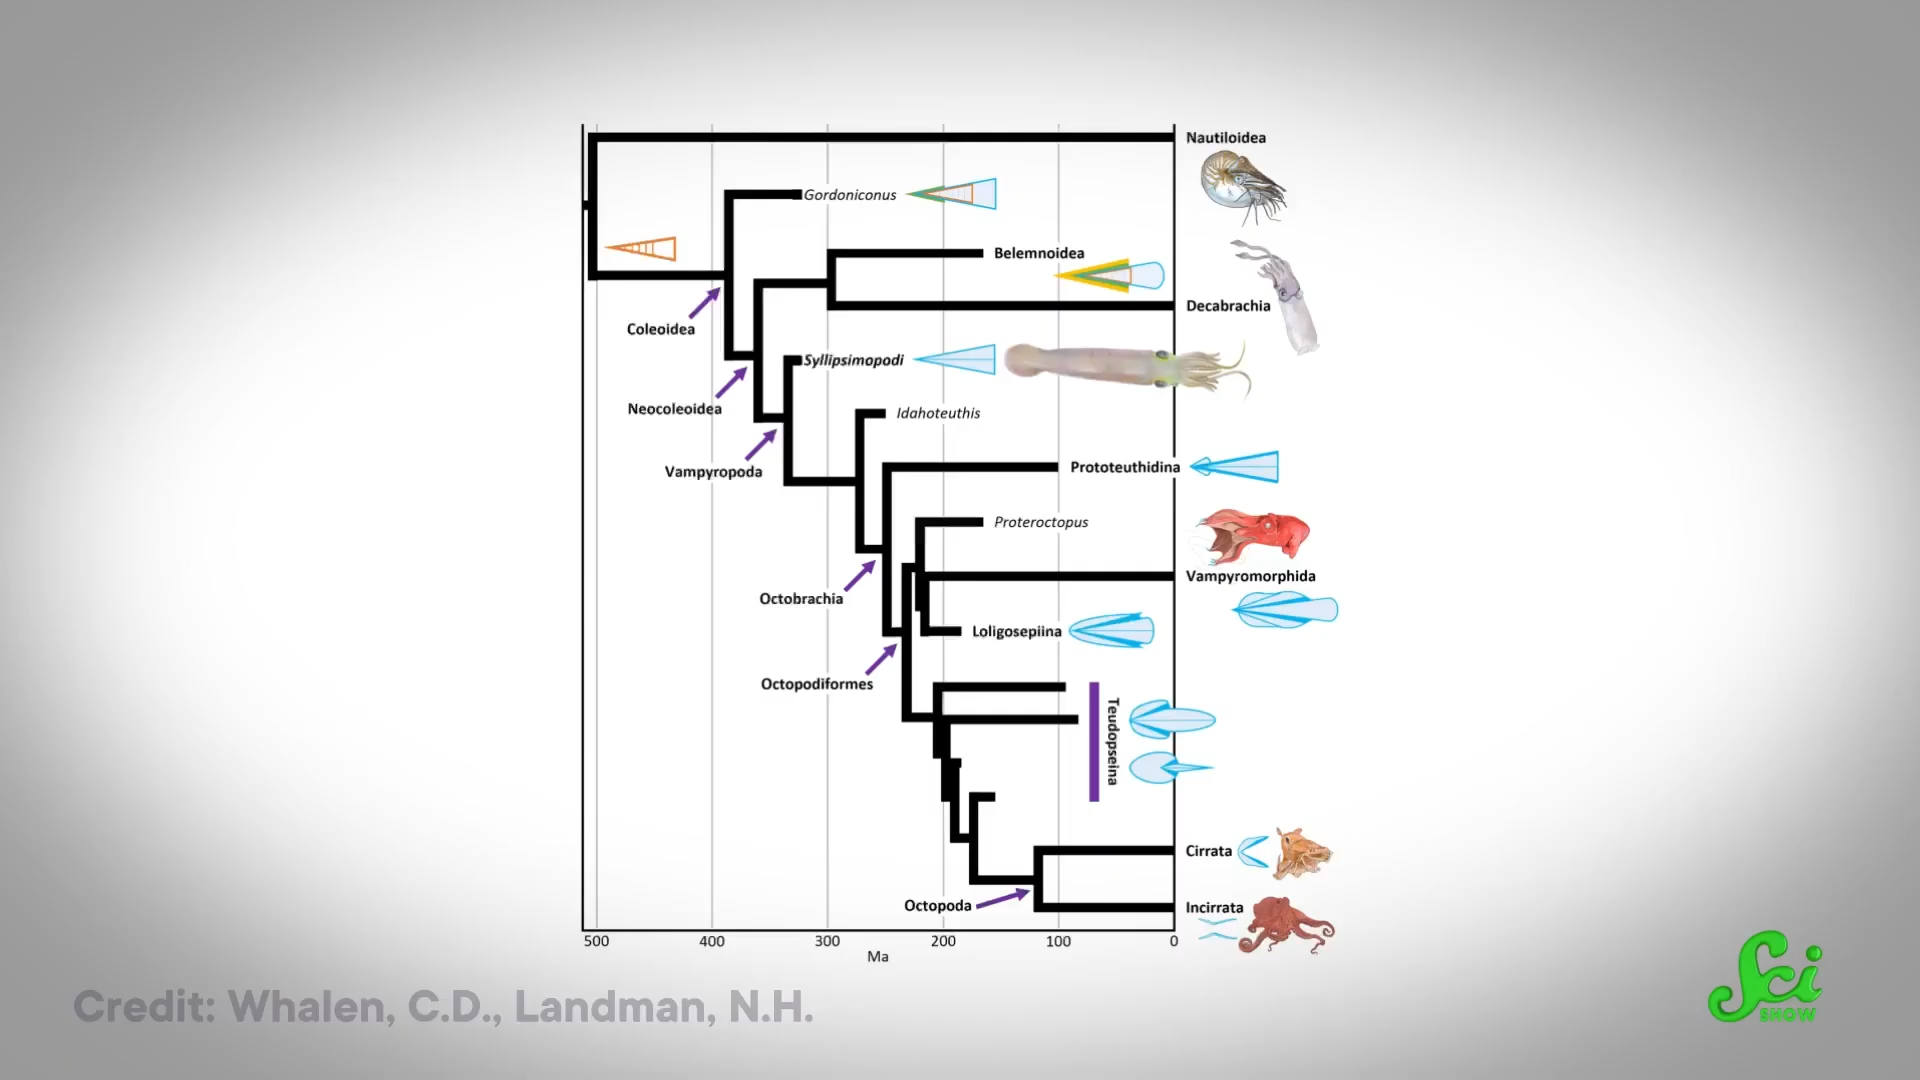 Nautiloidea
Gordoniconus
Belemnoidea
Decabrachia
Coleoidea
Syllipsimopodi
Neocoleoidea
Idahoteuthis
Vampyropoda
Prototeuthidina
Proteroctopus
Vampyromorphida
Octobrachia
Loligosepiina
Octopodiformes
Teudopseina
Cirrata
Octopoda
Incirrata
500 400 300 200 100 0
Ma
Credit: Whalen, C.D., Landman, N.H.
Sci
SHOW